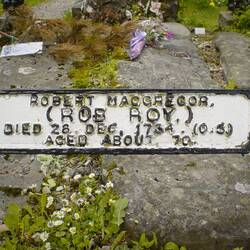 ROBERT MACGREGOR,
(ROB ROY,)
DIED 28, DEC, 1734, (O.S)
AGED ABOUT 70.